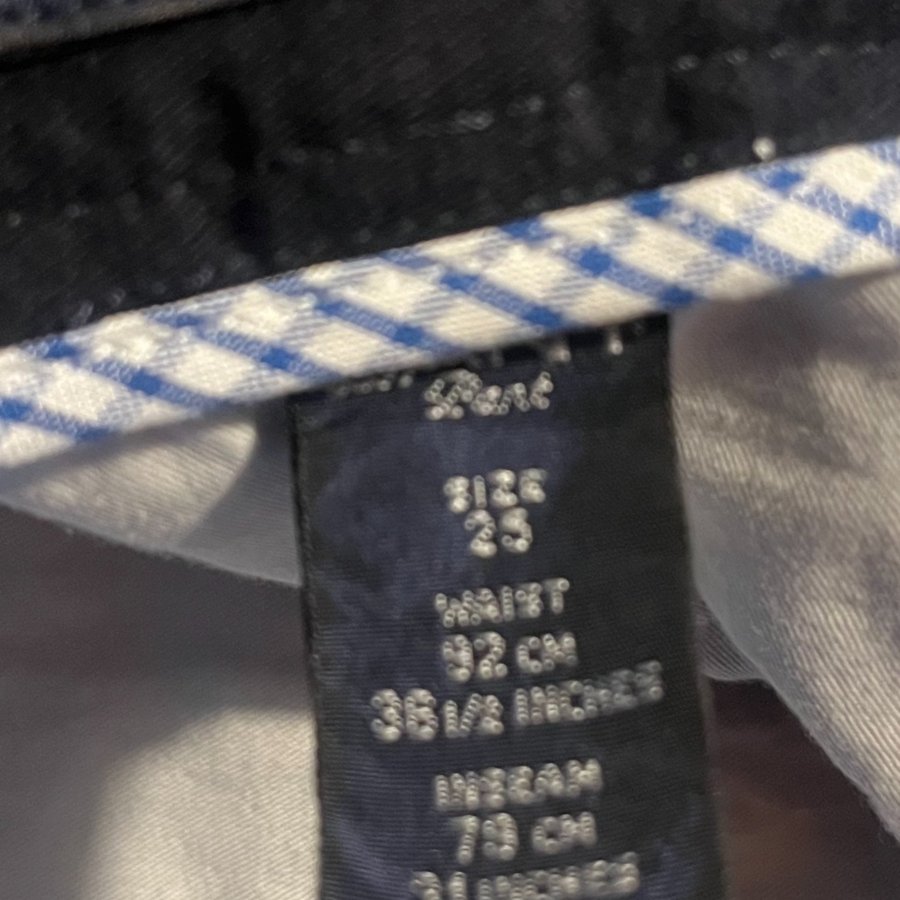 SIZE
25
WAIST
92 CM
36 1/2 INCHES
INSEAM
79 CM
31 INCHES